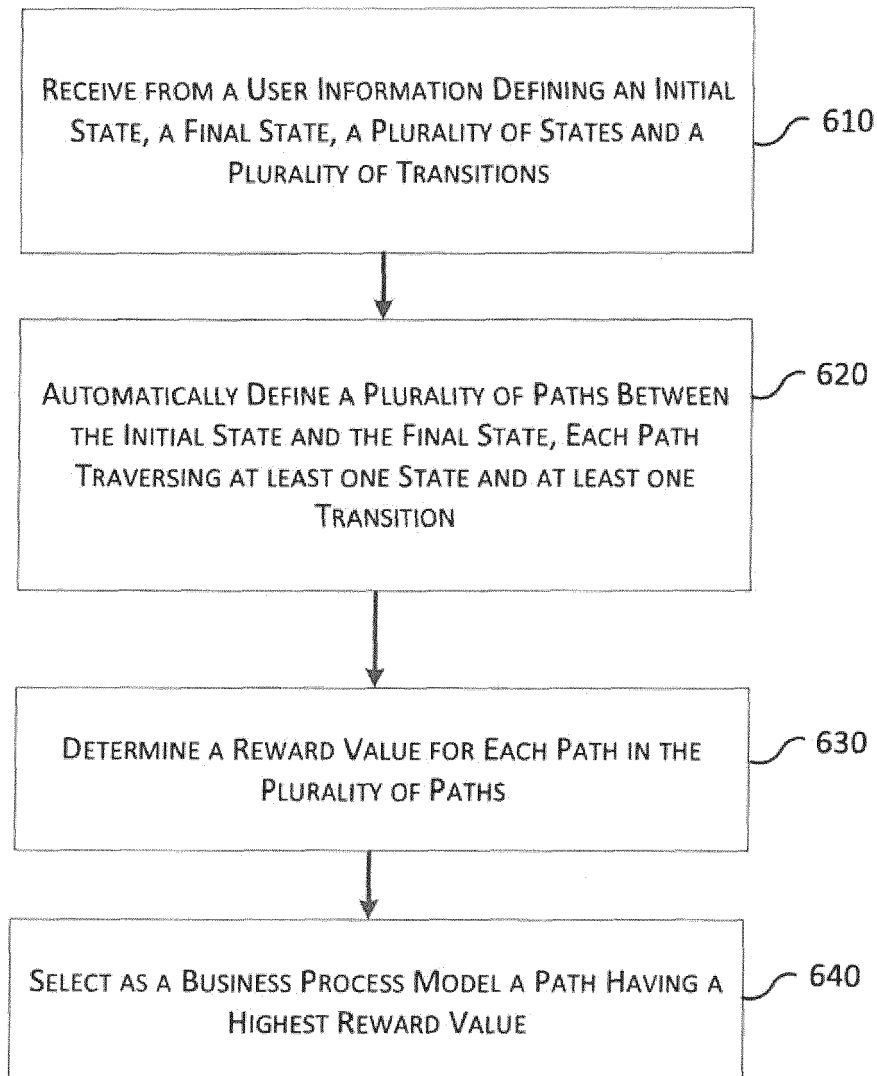 RECEIVE FROM A USER INFORMATION DEFINING AN INITIAL
STATE, A FINAL STATE, A PLURALITY OF STATES AND A
PLURALITY OF TRANSITIONS
610
AUTOMATICALLY DEFINE A PLURALITY OF PATHS BETWEEN
THE INITIAL STATE AND THE FINAL STATE, EACH PATH
TRAVERSING AT LEAST ONE STATE AND AT LEAST ONE
TRANSITION
620
DETERMINE A REWARD VALUE FOR EACH PATH IN THE
PLURALITY OF PATHS
630
SELECT AS A BUSINESS PROCESS MODEL A PATH HAVING A
HIGHEST REWARD VALUE
640